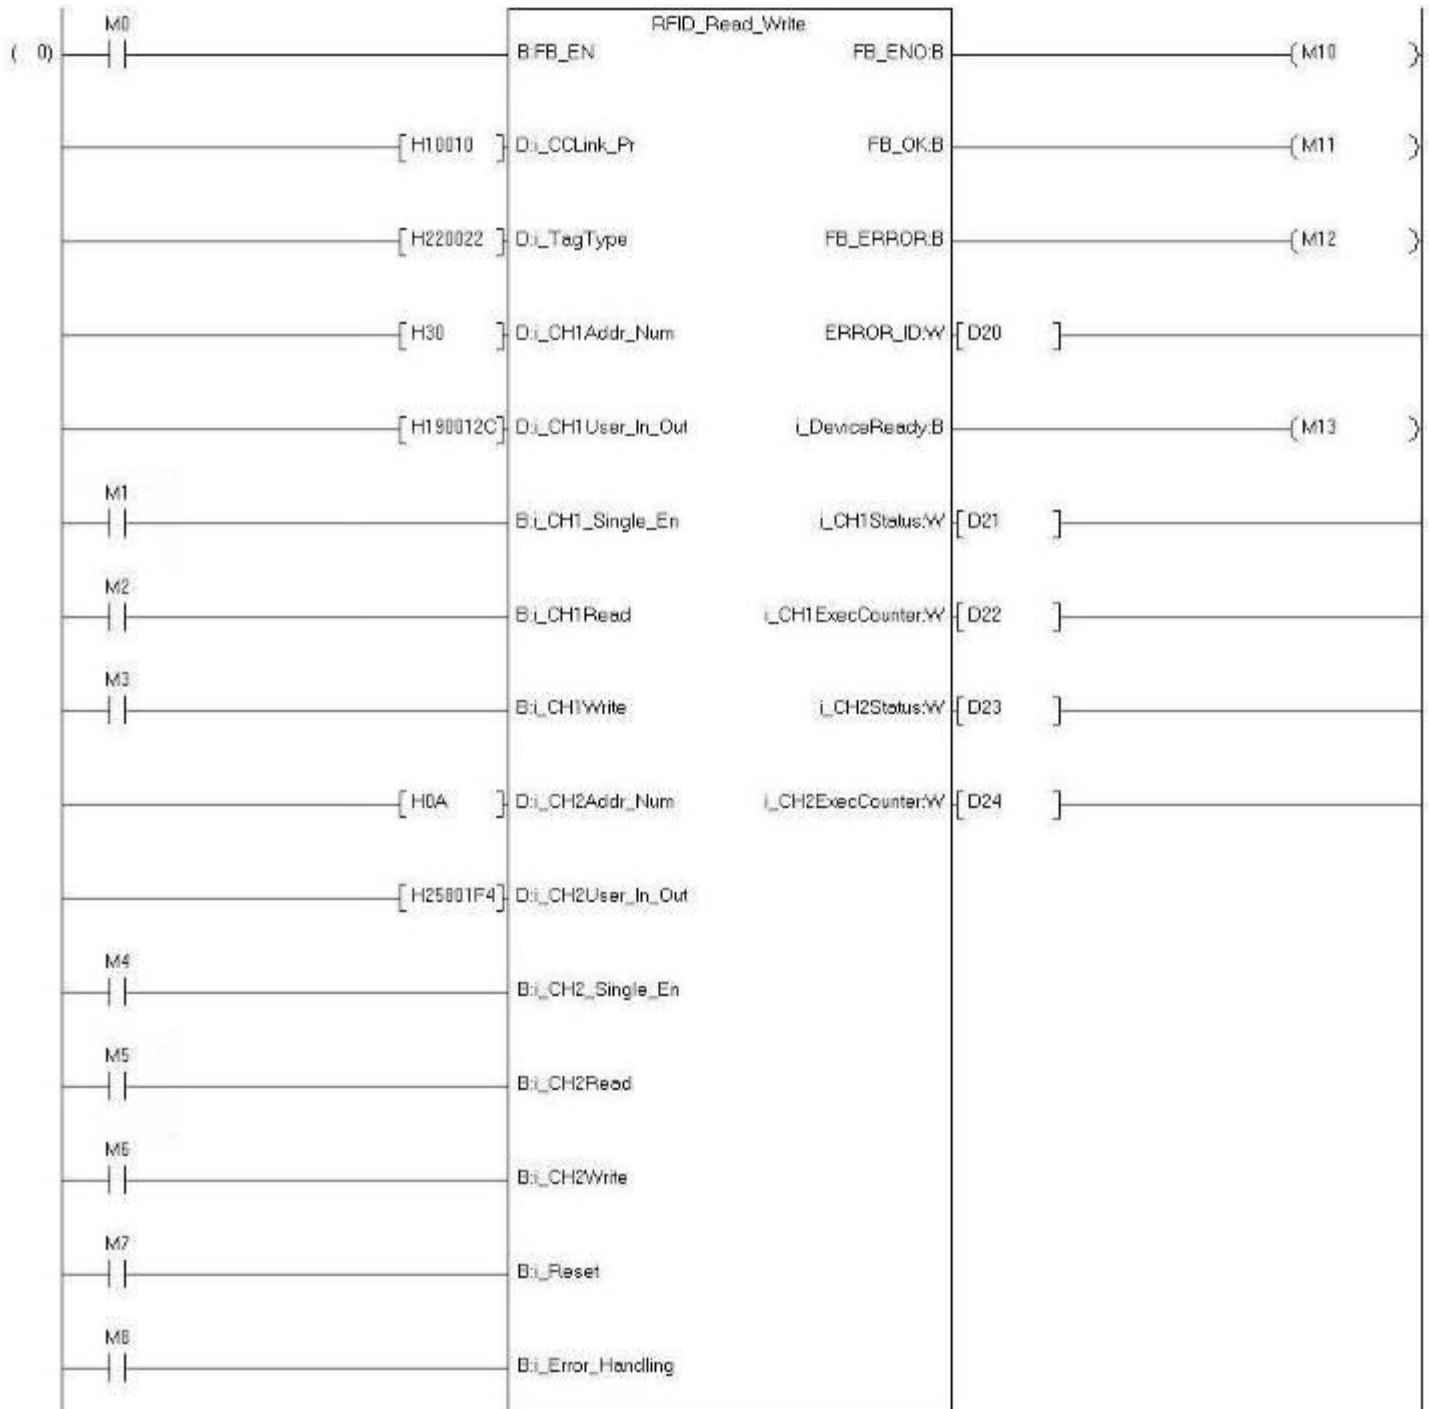 RFID_Read_Write
M0
( 0) B:FB_EN FB_ENO:B M10
H10010 D:i_CCLink_Pr FB_OK:B M11
H220022 D:i_TagType FB_ERROR:B M12
H30 D:i_CH1Addr_Num ERROR_ID:W D20
H190012C D:i_CH1User_In_Out i_DeviceReady:B M13
M1
B:i_CH1_Single_En i_CH1Status:W D21
M2
B:i_CH1Read i_CH1ExecCounter:W D22
M3
B:i_CH1Write i_CH2Status:W D23
H0A D:i_CH2Addr_Num i_CH2ExecCounter:W D24
H25801F4 D:i_CH2User_In_Out
M4
B:i_CH2_Single_En
M5
B:i_CH2Read
M6
B:i_CH2Write
M7
B:i_Reset
M8
B:i_Error_Handling